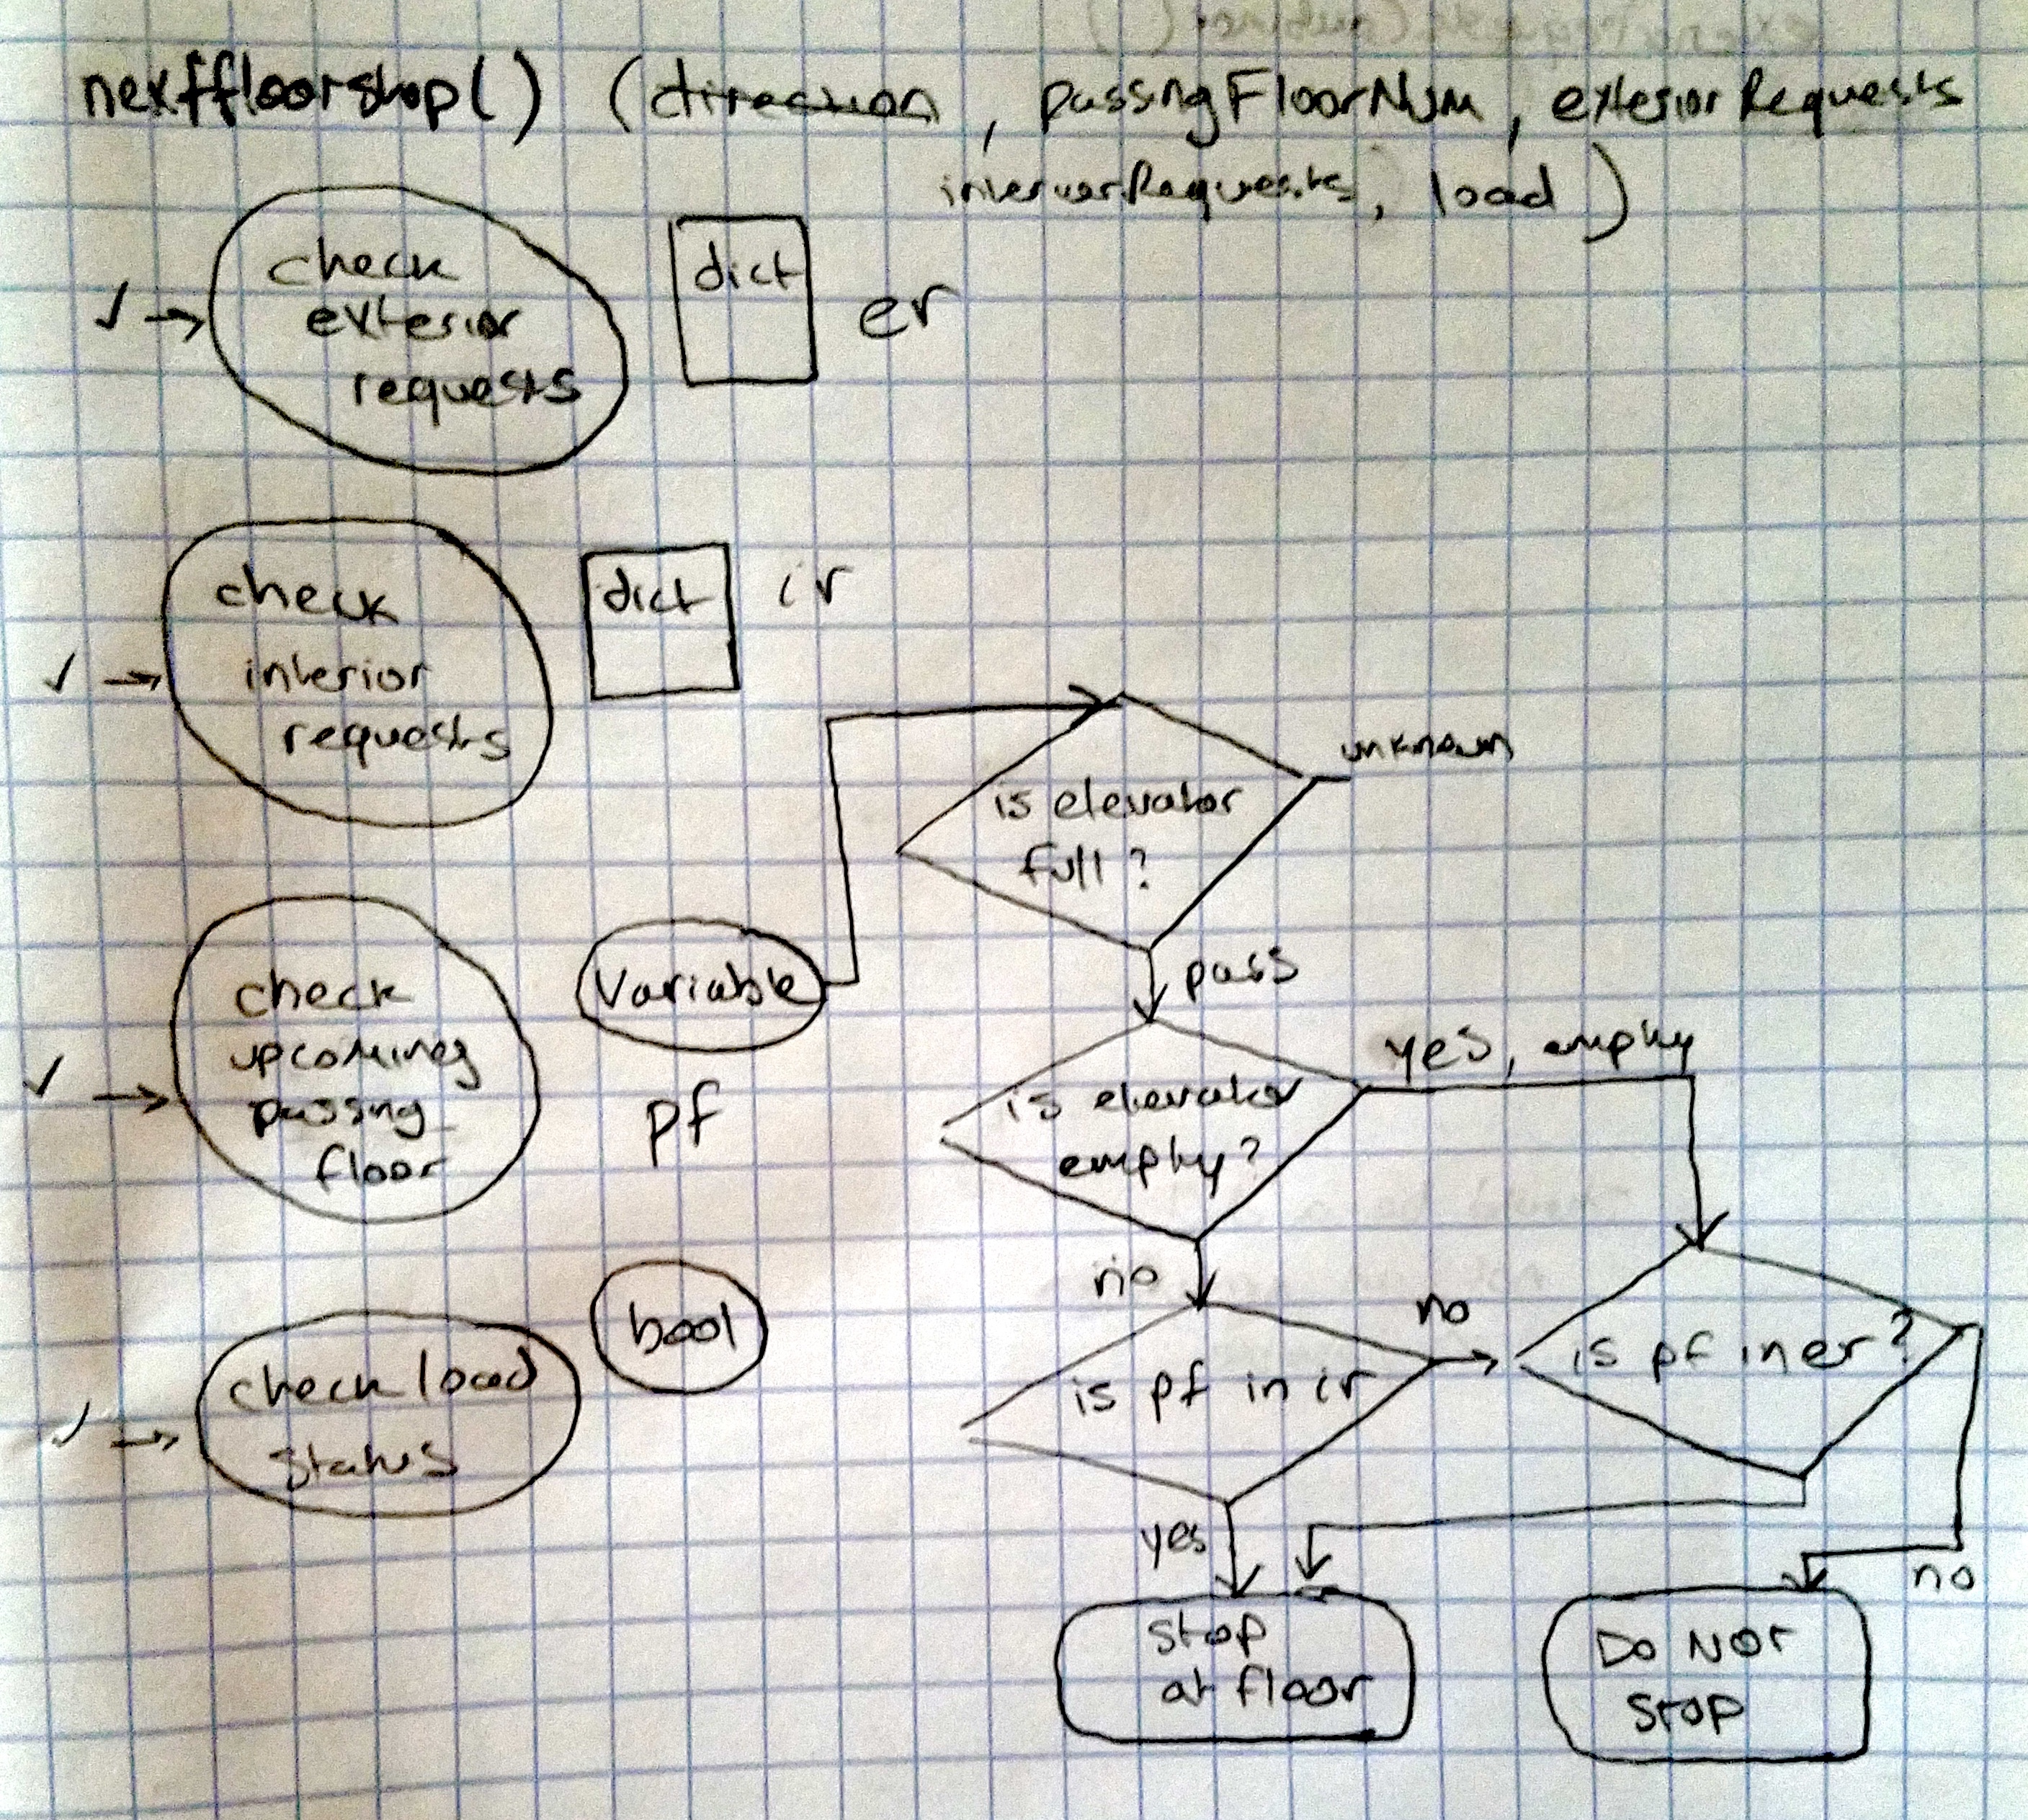 nextfloorstop() (direction, passingFloorNum, exteriorRequests
interiorRequests, load)
check
exterior
requests
dict
er
check
interior
requests
dict
ir
unknown
is elevator
full?
check
upcoming
passing
floor
Variable
pf
pass
yes, empty
is elevator
empty?
no
no
check load
status
bool
is pf in ir
is pf in er?
yes
no
stop
at floor
DO NOT
STOP